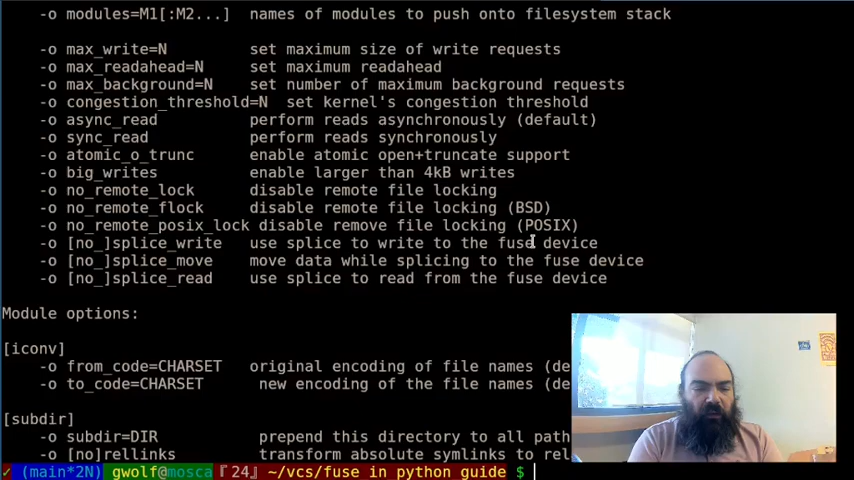 -o modules=M1[:M2...]   names of modules to push onto filesystem stack
-o max_write=N         set maximum size of write requests
-o max_readahead=N     set maximum readahead
-o max_background=N    set number of maximum background requests
-o congestion_threshold=N  set kernel's congestion threshold
-o async_read          perform reads asynchronously (default)
-o sync_read           perform reads synchronously
-o atomic_o_trunc      enable atomic open+truncate support
-o big_writes          enable larger than 4kB writes
-o no_remote_lock      disable remote file locking
-o no_remote_flock     disable remote file locking (BSD)
-o no_remote_posix_lock disable remove file locking (POSIX)
-o [no_]splice_write   use splice to write to the fuse device
-o [no_]splice_move    move data while splicing to the fuse device
-o [no_]splice_read    use splice to read from the fuse device
Module options:
[iconv]
-o from_code=CHARSET   original encoding of file names (de
-o to_code=CHARSET      new encoding of the file names (de
[subdir]
-o subdir=DIR           prepend this directory to all path
-o [no]rellinks         transform absolute symlinks to rel
✓ (main*2N) gwolf@mosca『24』~/vcs/fuse in python guide $